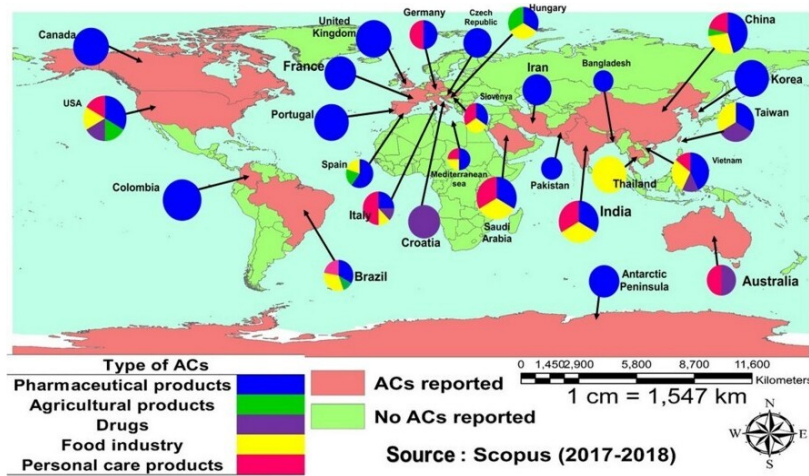 Canada
United
Kingdom
Germany
Czech
Republic
Hungary
China
France
Iran
Bangladesh
Korea
USA
Portugal
Slovenya
Taiwan
Spain
Mediterranean
sea
Pakistan
Thailand
Vietnam
Colombia
Italy
Croatia
Saudi
Arabia
India
Brazil
Antarctic
Peninsula
Australia
Type of ACs
Pharmaceutical products
Agricultural products
Drugs
Food industry
Personal care products
ACs reported
No ACs reported
0 1,450 2,900 5,800 8,700 11,600
Kilometers
1 cm = 1,547 km
Source : Scopus (2017-2018)
N
W E
S